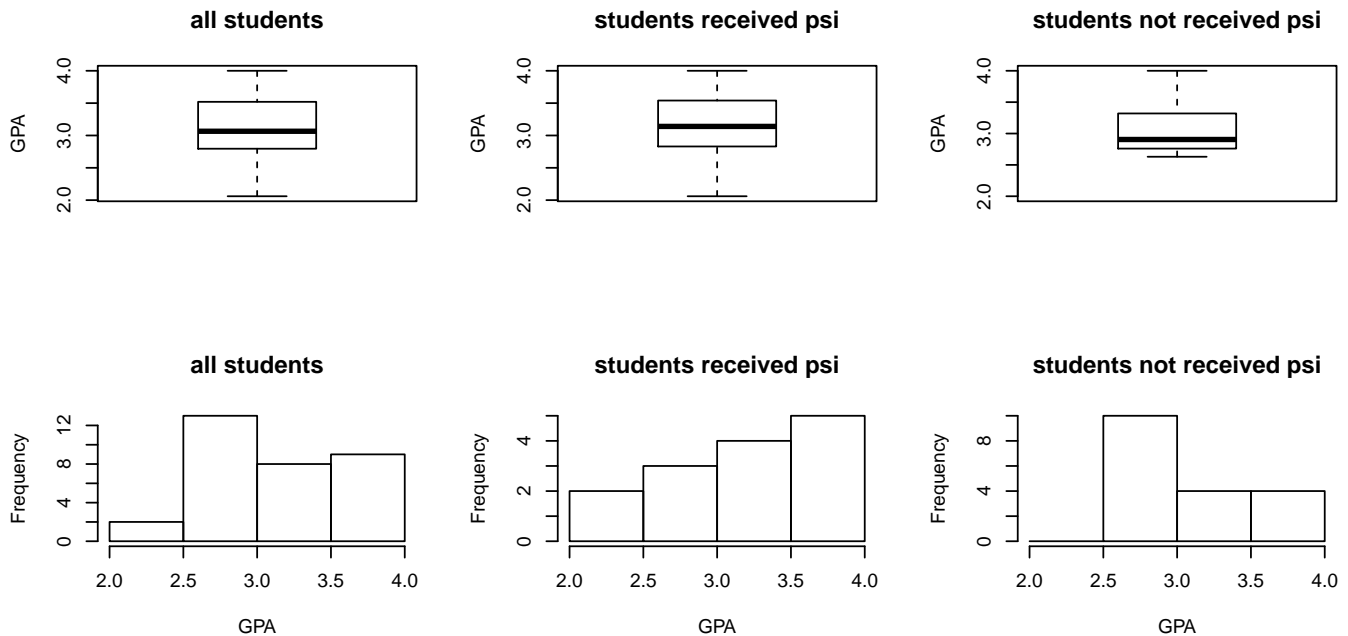 all students
GPA
2.0 3.0 4.0
students received psi
GPA
2.0 3.0 4.0
students not received psi
GPA
2.0 3.0 4.0
all students
Frequency
0 4 8 12
2.0 2.5 3.0 3.5 4.0
GPA
students received psi
Frequency
0 2 4
2.0 2.5 3.0 3.5 4.0
GPA
students not received psi
Frequency
0 4 8
2.0 2.5 3.0 3.5 4.0
GPA